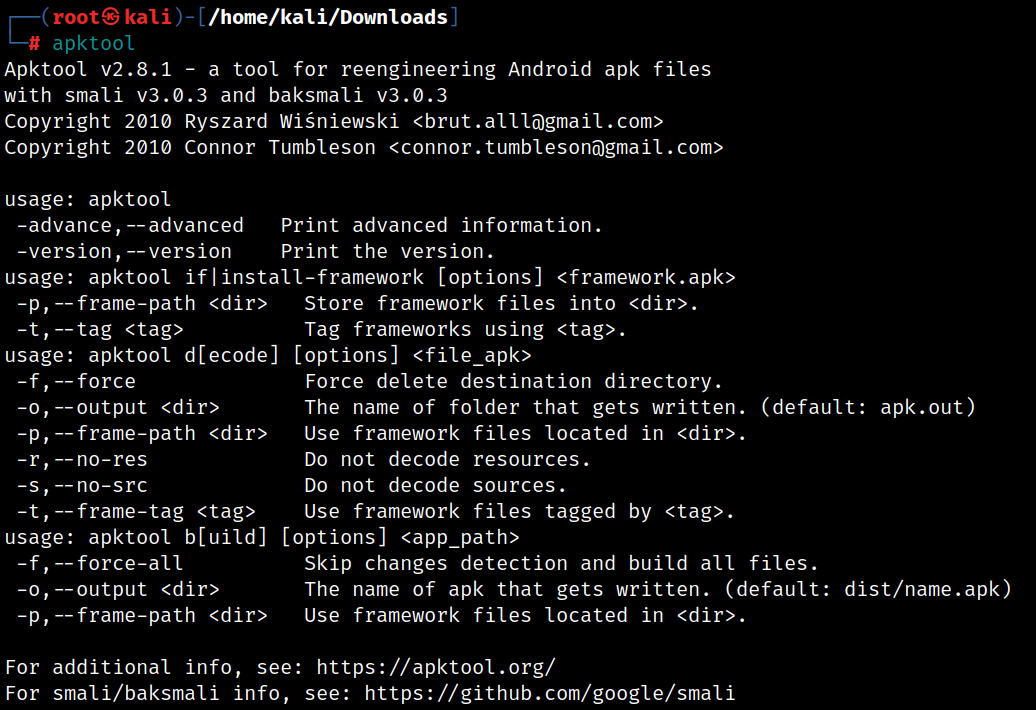 ┌──(root㉿kali)-[/home/kali/Downloads]
└─# apktool
Apktool v2.8.1 - a tool for reengineering Android apk files
with smali v3.0.3 and baksmali v3.0.3
Copyright 2010 Ryszard Wiśniewski <brut.alll@gmail.com>
Copyright 2010 Connor Tumbleson <connor.tumbleson@gmail.com>

usage: apktool
 -advance,--advanced   Print advanced information.
 -version,--version    Print the version.
usage: apktool if|install-framework [options] <framework.apk>
 -p,--frame-path <dir>   Store framework files into <dir>.
 -t,--tag <tag>          Tag frameworks using <tag>.
usage: apktool d[ecode] [options] <file_apk>
 -f,--force              Force delete destination directory.
 -o,--output <dir>       The name of folder that gets written. (default: apk.out)
 -p,--frame-path <dir>   Use framework files located in <dir>.
 -r,--no-res             Do not decode resources.
 -s,--no-src             Do not decode sources.
 -t,--frame-tag <tag>    Use framework files tagged by <tag>.
usage: apktool b[uild] [options] <app_path>
 -f,--force-all          Skip changes detection and build all files.
 -o,--output <dir>       The name of apk that gets written. (default: dist/name.apk)
 -p,--frame-path <dir>   Use framework files located in <dir>.

For additional info, see: https://apktool.org/
For smali/baksmali info, see: https://github.com/google/smali